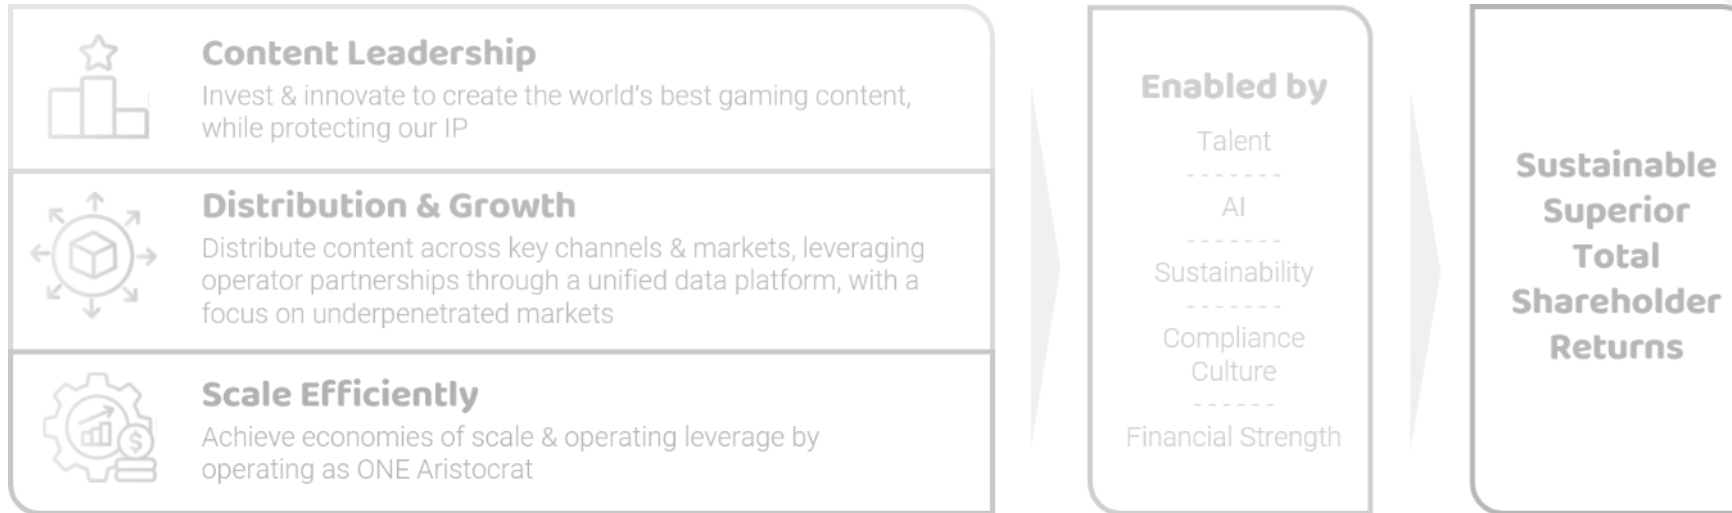 Content Leadership
Invest & innovate to create the world's best gaming content,
while protecting our IP
Distribution & Growth
Distribute content across key channels & markets, leveraging
operator partnerships through a unified data platform, with a
focus on underpenetrated markets
Scale Efficiently
$
Achieve economies of scale & operating leverage by
operating as ONE Aristocrat
Enabled by
Talent
AI
Sustainability
Compliance
Culture
Financial Strength
Sustainable
Superior
Total
Shareholder
Returns